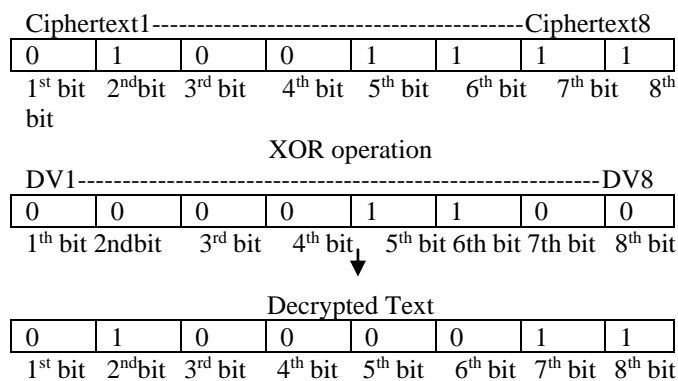 Ciphertext1-------------------------------------------Ciphertext8
0 1 0 0 1 1 1 1
1st bit 2ndbit 3rd bit 4th bit 5th bit 6th bit 7th bit 8th
bit
XOR operation
DV1------------------------------------------------------------DV8
0 0 0 0 1 1 0 0
1th bit 2ndbit 3rd bit 4th bit 5th bit 6th bit 7th bit 8th bit
Decrypted Text
0 1 0 0 0 0 1 1
1st bit 2ndbit 3rd bit 4th bit 5th bit 6th bit 7th bit 8th bit